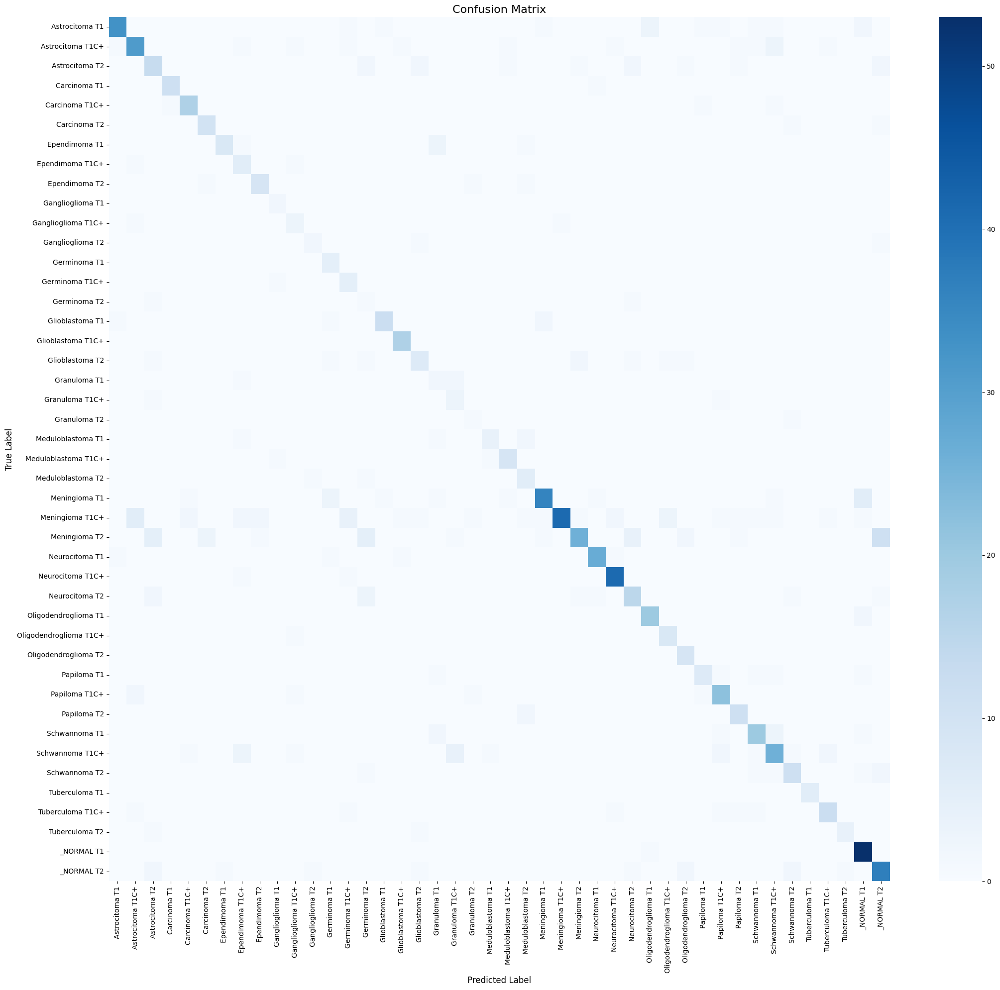 Confusion Matrix
True Label
Astrocitoma T1
Astrocitoma T1C+
Astrocitoma T2
Carcinoma T1
Carcinoma T1C+
Carcinoma T2
Ependimoma T1
Ependimoma T1C+
Ependimoma T2
Ganglioglioma T1
Ganglioglioma T1C+
Ganglioglioma T2
Germinoma T1
Germinoma T1C+
Germinoma T2
Glioblastoma T1
Glioblastoma T1C+
Glioblastoma T2
Granuloma T1
Granuloma T1C+
Granuloma T2
Meduloblastoma T1
Meduloblastoma T1C+
Meduloblastoma T2
Meningioma T1
Meningioma T1C+
Meningioma T2
Neurocitoma T1
Neurocitoma T1C+
Neurocitoma T2
Oligodendroglioma T1
Oligodendroglioma T1C+
Oligodendroglioma T2
Papiloma T1
Papiloma T1C+
Papiloma T2
Schwannoma T1
Schwannoma T1C+
Schwannoma T2
Tuberculoma T1
Tuberculoma T1C+
Tuberculoma T2
_NORMAL T1
_NORMAL T2
Astrocitoma T1
Astrocitoma T1C+
Astrocitoma T2
Carcinoma T1
Carcinoma T1C+
Carcinoma T2
Ependimoma T1
Ependimoma T1C+
Ependimoma T2
Ganglioglioma T1
Ganglioglioma T1C+
Ganglioglioma T2
Germinoma T1
Germinoma T1C+
Germinoma T2
Glioblastoma T1
Glioblastoma T1C+
Glioblastoma T2
Granuloma T1
Granuloma T1C+
Granuloma T2
Meduloblastoma T1
Meduloblastoma T1C+
Meduloblastoma T2
Meningioma T1
Meningioma T1C+
Meningioma T2
Neurocitoma T1
Neurocitoma T1C+
Neurocitoma T2
Oligodendroglioma T1
Oligodendroglioma T1C+
Oligodendroglioma T2
Papiloma T1
Papiloma T1C+
Papiloma T2
Schwannoma T1
Schwannoma T1C+
Schwannoma T2
Tuberculoma T1
Tuberculoma T1C+
Tuberculoma T2
_NORMAL T1
_NORMAL T2
Predicted Label
50
40
30
20
10
0